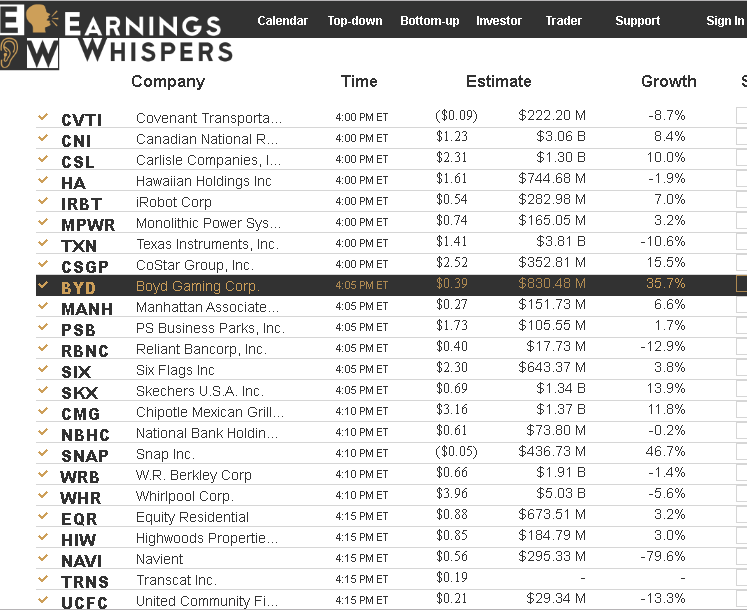 EARNINGS WHISPERS
Calendar Top-down Bottom-up Investor Trader Support Sign In
Company Time Estimate Growth S
CVTI Covenant Transporta... 4:00 PM ET ($0.09) $222.20 M -8.7%
CNI Canadian National R... 4:00 PM ET $1.23 $3.06 B 8.4%
CSL Carlisle Companies, I... 4:00 PM ET $2.31 $1.30 B 10.0%
HA Hawaiian Holdings Inc 4:00 PM ET $1.61 $744.68 M -1.9%
IRBT iRobot Corp 4:00 PM ET $0.54 $282.98 M 7.0%
MPWR Monolithic Power Sys... 4:00 PM ET $0.74 $165.05 M 3.2%
TXN Texas Instruments, Inc. 4:00 PM ET $1.41 $3.81 B -10.6%
CSGP CoStar Group, Inc. 4:00 PM ET $2.52 $352.81 M 15.5%
BYD Boyd Gaming Corp. 4:05 PM ET $0.39 $830.48 M 35.7%
MANH Manhattan Associate... 4:05 PM ET $0.27 $151.73 M 6.6%
PSB PS Business Parks, Inc. 4:05 PM ET $1.73 $105.55 M 1.7%
RBNC Reliant Bancorp, Inc. 4:05 PM ET $0.40 $17.73 M -12.9%
SIX Six Flags Inc 4:05 PM ET $2.30 $643.37 M 3.8%
SKX Skechers U.S.A. Inc. 4:05 PM ET $0.69 $1.34 B 13.9%
CMG Chipotle Mexican Grill... 4:10 PM ET $3.16 $1.37 B 11.8%
NBHC National Bank Holdin... 4:10 PM ET $0.61 $73.80 M -0.2%
SNAP Snap Inc. 4:10 PM ET ($0.05) $436.73 M 46.7%
WRB W.R. Berkley Corp 4:10 PM ET $0.66 $1.91 B -1.4%
WHR Whirlpool Corp. 4:10 PM ET $3.96 $5.03 B -5.6%
EQR Equity Residential 4:15 PM ET $0.88 $673.51 M 3.2%
HIW Highwoods Propertie... 4:15 PM ET $0.85 $184.79 M 3.0%
NAVI Navient 4:15 PM ET $0.56 $295.33 M -79.6%
TRNS Transcat Inc. 4:15 PM ET $0.19 - -
UCFC United Community Fi... 4:15 PM ET $0.21 $29.34 M -13.3%